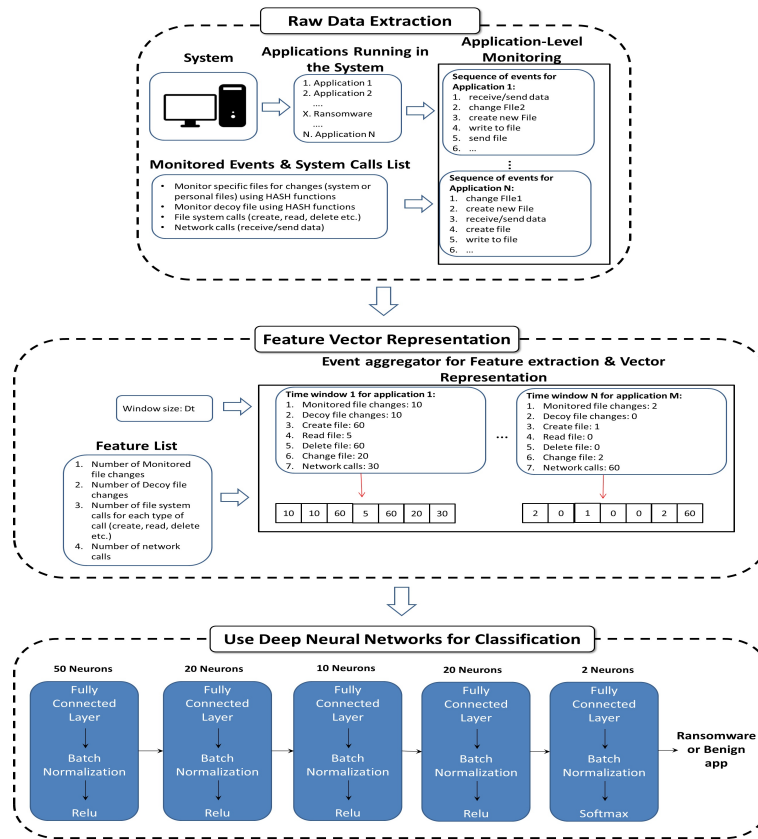 Raw Data Extraction
System
Applications Running in
the System
1. Application 1
2. Application 2
....
X. Ransomware
....
N. Application N
Application-Level
Monitoring
Sequence of events for
Application 1:
1. receive/send data
2. change FIle2
3. create new File
4. write to file
5. send file
6. ...
⋮
Monitored Events & System Calls List
• Monitor specific files for changes (system or
personal files) using HASH functions
• Monitor decoy file using HASH functions
• File system calls (create, read, delete etc.)
• Network calls (receive/send data)
Sequence of events for
Application N:
1. change FIle1
2. create new File
3. receive/send data
4. create file
5. write to file
6. ...
Feature Vector Representation
Event aggregator for Feature extraction & Vector
Representation
Window size: Dt
Feature List
1. Number of Monitored
file changes
2. Number of Decoy file
changes
3. Number of file system
calls for each type of
call (create, read, delete
etc.)
4. Number of network
calls
Time window 1 for application 1:
1. Monitored file changes: 10
2. Decoy file changes: 10
3. Create file: 60
4. Read file: 5
5. Delete file: 60
6. Change file: 20
7. Network calls: 30
...
Time window N for application M:
1. Monitored file changes: 2
2. Decoy file changes: 0
3. Create file: 1
4. Read file: 0
5. Delete file: 0
6. Change file: 2
7. Network calls: 60
10 10 60 5 60 20 30
2 0 1 0 0 2 60
Use Deep Neural Networks for Classification
50 Neurons
Fully
Connected
Layer
Batch
Normalization
Relu
20 Neurons
Fully
Connected
Layer
Batch
Normalization
Relu
10 Neurons
Fully
Connected
Layer
Batch
Normalization
Relu
20 Neurons
Fully
Connected
Layer
Batch
Normalization
Relu
2 Neurons
Fully
Connected
Layer
Batch
Normalization
Softmax
Ransomware
or Benign
app